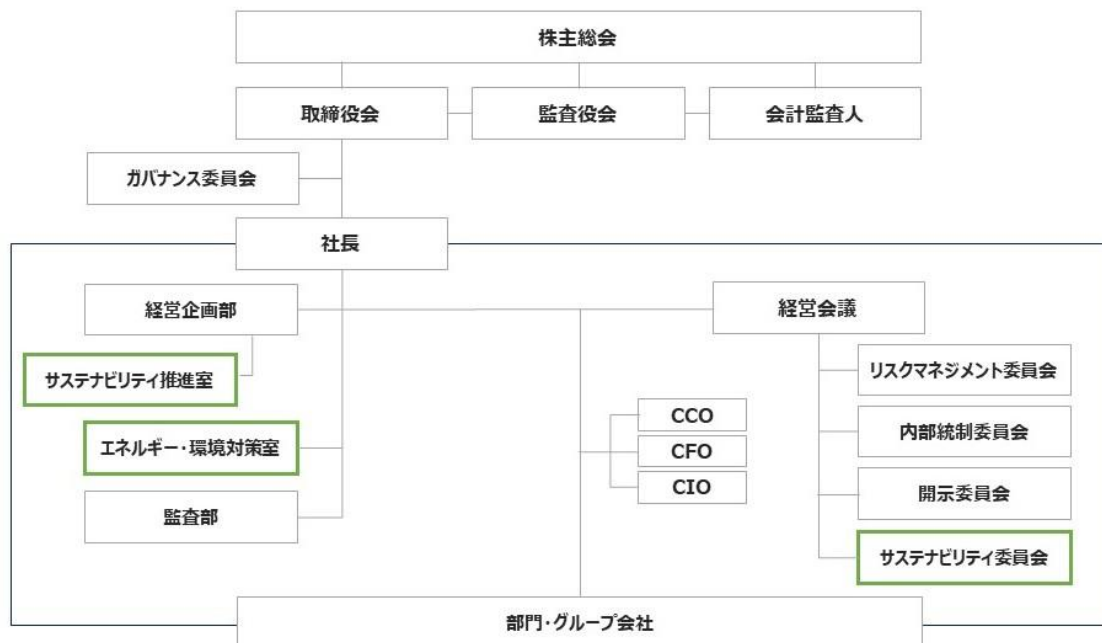 株主総会
取締役会
監査役会
会計監査人
ガバナンス委員会
社長
経営企画部
経営会議
サステナビリティ推進室
リスクマネジメント委員会
CCO
エネルギー・環境対策室
内部統制委員会
CFO
CIO
監査部
開示委員会
サステナビリティ委員会
部門・グループ会社